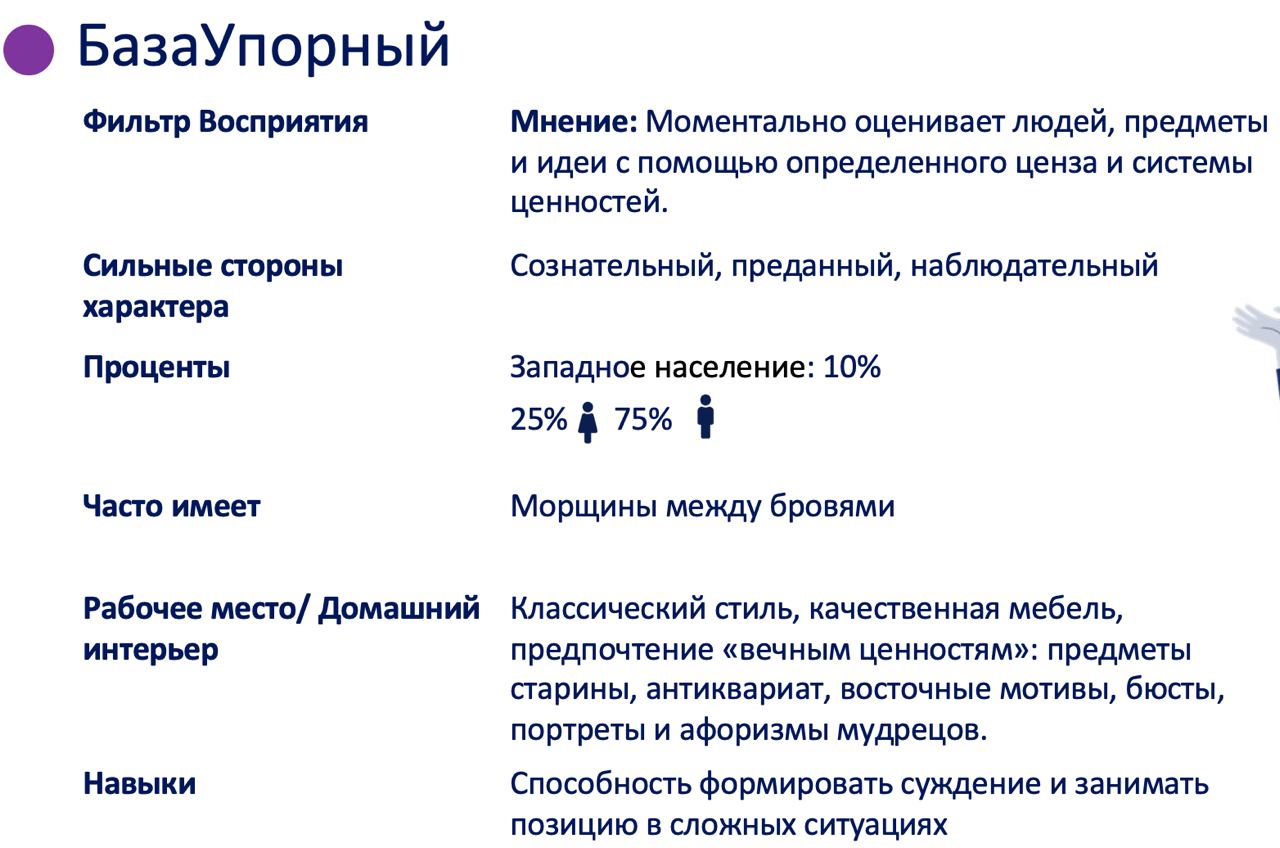 БазаУпорный
Фильтр Восприятия
Мнение: Моментально оценивает людей, предметы
и идеи с помощью определенного ценза и системы
ценностей.
Сильные стороны
характера
Сознательный, преданный, наблюдательный
Проценты
Западное население: 10%
25% 75%
Часто имеет
Морщины между бровями
Рабочее место/ Домашний
интерьер
Классический стиль, качественная мебель,
предпочтение «вечным ценностям»: предметы
старины, антиквариат, восточные мотивы, бюсты,
портреты и афоризмы мудрецов.
Навыки
Способность формировать суждение и занимать
позицию в сложных ситуациях